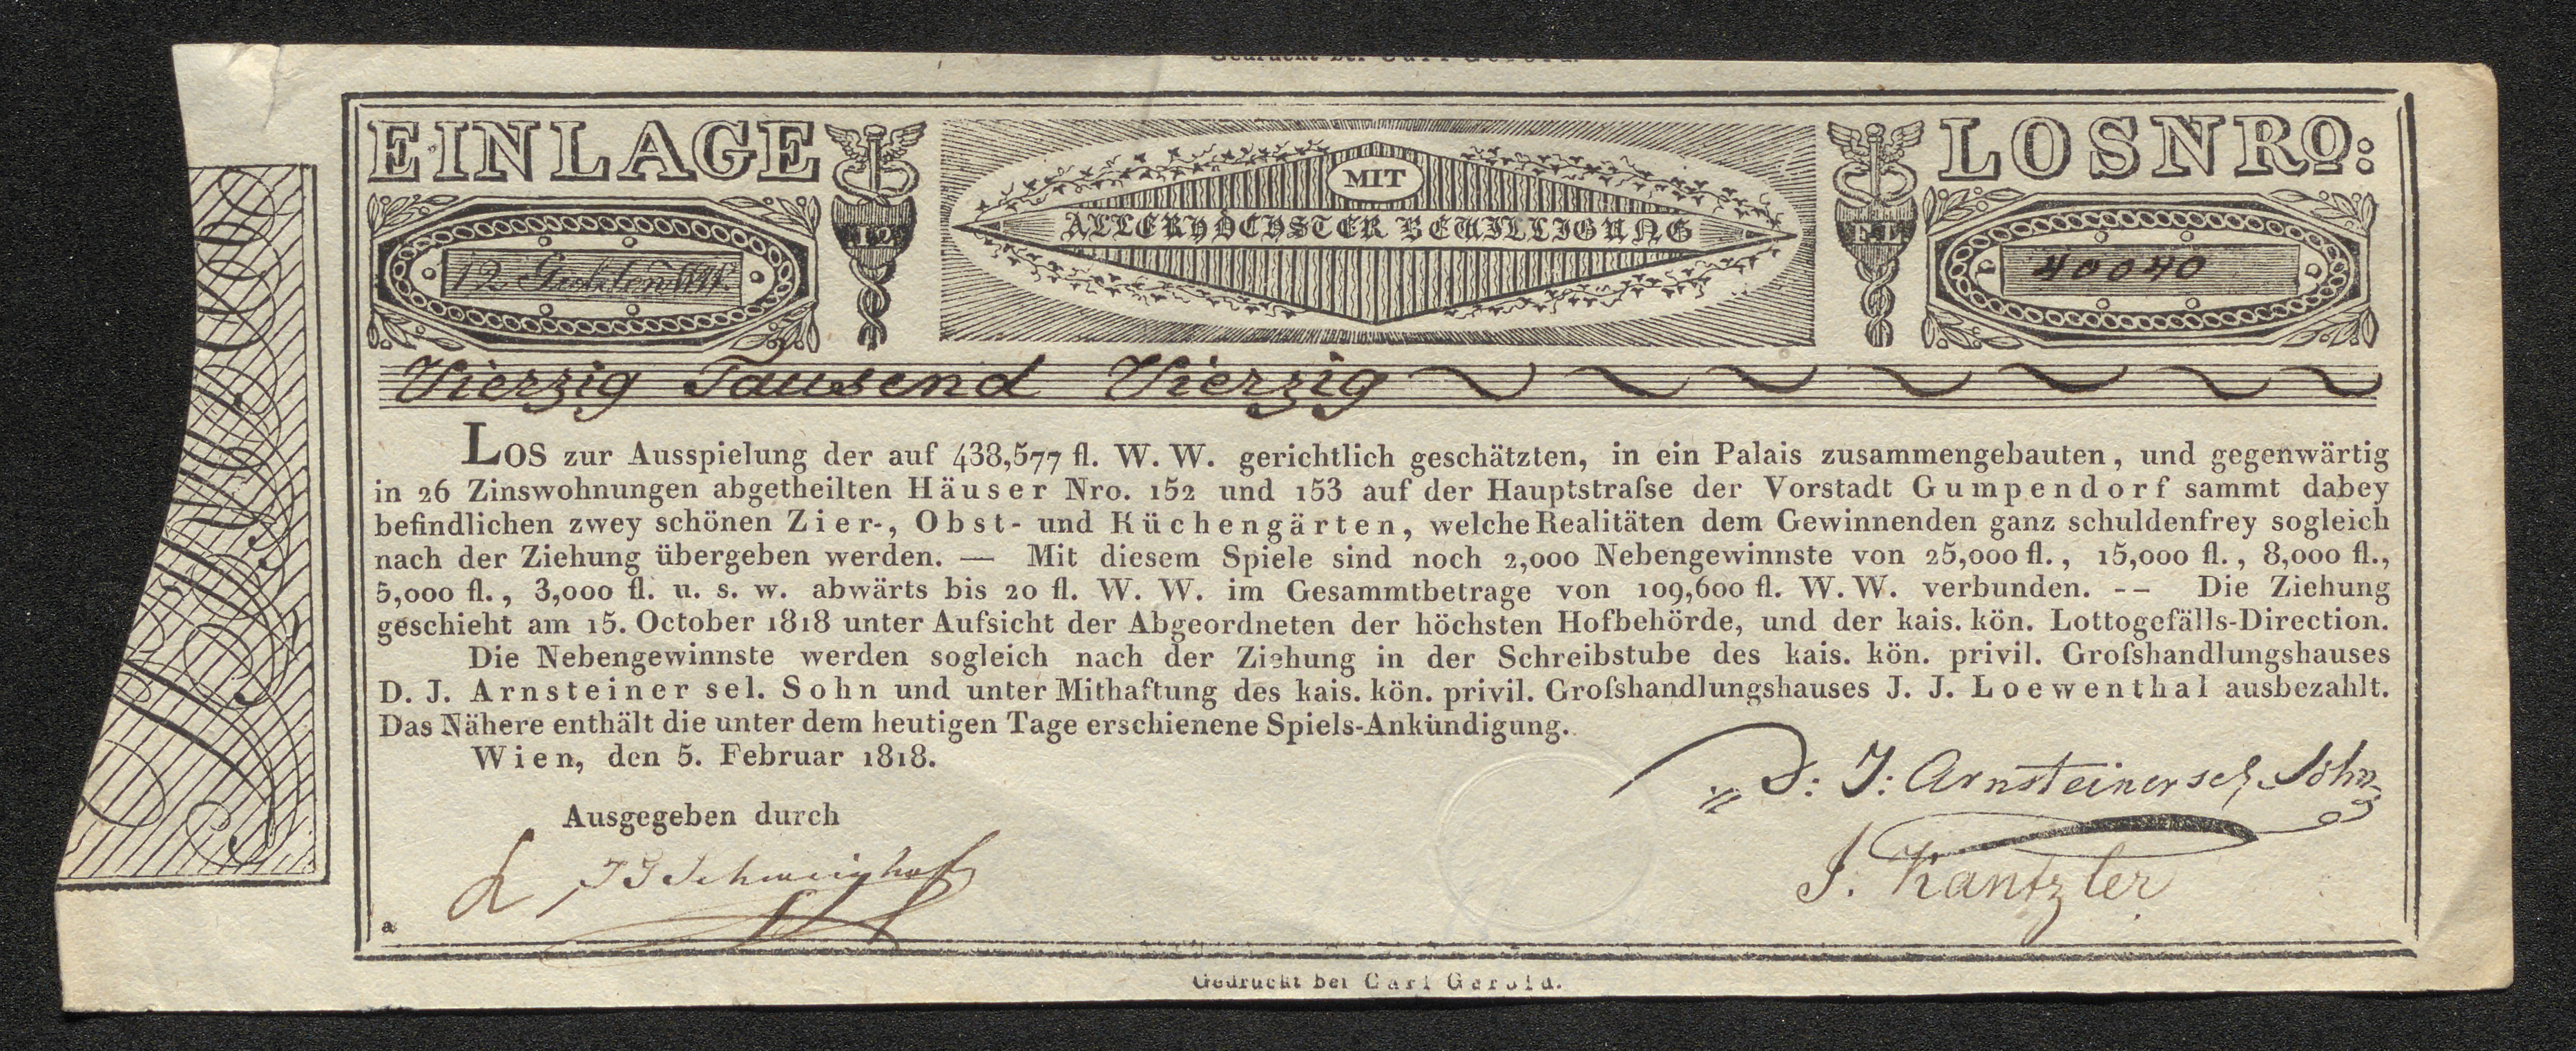 EINLAGE
LOS NRO:
MIT
ALLERHÖCHSTER BEWILLIGUNG
12
FL
12 Gulden WW.
40040
Vierzig Tausend Vierzig
Los zur Ausspielung der auf 438,577 fl. W. W. gerichtlich geschätzten, in ein Palais zusammengebauten, und gegenwärtig
in 26 Zinswohnungen abgetheilten Häuser Nro. 152 und 153 auf der Hauptstraſse der Vorstadt Gumpendorf sammt dabey
befindlichen zwey schönen Zier-, Obst- und Küchengärten, welche Realitäten dem Gewinnenden ganz schuldenfrey sogleich
nach der Ziehung übergeben werden. — Mit diesem Spiele sind noch 2,000 Nebengewinnste von 25,000 fl., 15,000 fl., 8,000 fl.,
5,000 fl., 3,000 fl. u. s. w. abwärts bis 20 fl. W. W. im Gesammtbetrage von 109,600 fl. W. W. verbunden. -- Die Ziehung
geschieht am 15. October 1818 unter Aufsicht der Abgeordneten der höchsten Hofbehörde, und der kais. kön. Lottogefälls-Direction.
Die Nebengewinnste werden sogleich nach der Ziehung in der Schreibstube des kais. kön. privil. Groſshandlungshauses
D. J. Arnsteiner sel. Sohn und unter Mithaftung des kais. kön. privil. Groſshandlungshauses J. J. Loewenthal ausbezahlt.
Das Nähere enthält die unter dem heutigen Tage erschienene Spiels-Ankündigung.
Wien, den 5. Februar 1818.
D: J: Arnsteiner sel. Sohn
Ausgegeben durch
J. Kantzler
a
Gedruckt bei Carl Gerold.